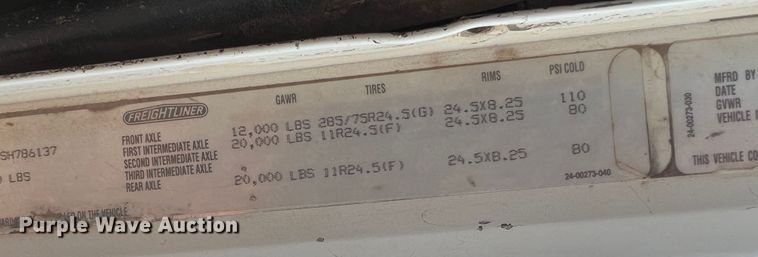 GAWR TIRES RIMS PSI COLD
FREIGHTLINER
FRONT AXLE 12,000 LBS 285/75R24.5(G) 24.5X8.25 110
FIRST INTERMEDIATE AXLE 20,000 LBS 11R24.5(F) 24.5X8.25 80
SECOND INTERMEDIATE AXLE
THIRD INTERMEDIATE AXLE
REAR AXLE 20,000 LBS 11R24.5(F) 24.5X8.25 80
SH786137
LBS
ON THE VEHICLE
24-00273-040
24-00273-030
MFRD BY
DATE
GVWR
VEHICLE
THIS VEHICLE CO
Purple Wave Auction